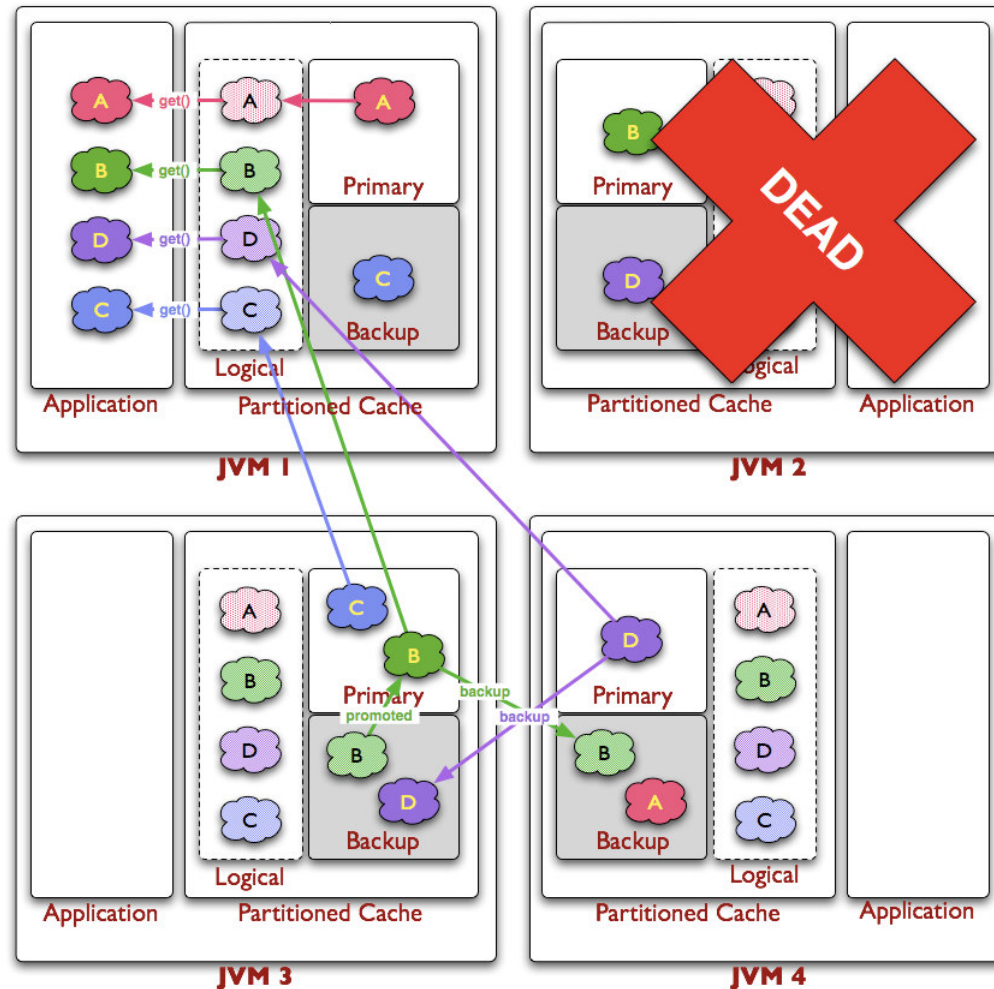 A get() A A
B get() B
Primary
D get() D
C get() C C
Backup
Logical
Application
Partitioned Cache
JVM 1
B
Primary
D
Backup
DEAD
Partitioned Cache
Application
JVM 2
A
B
D
C
Logical
C
B
Primary
promoted
backup
B
D
Backup
Application
Partitioned Cache
JVM 3
D
Primary
backup
B
A
Backup
A
B
D
C
Logical
Partitioned Cache
Application
JVM 4